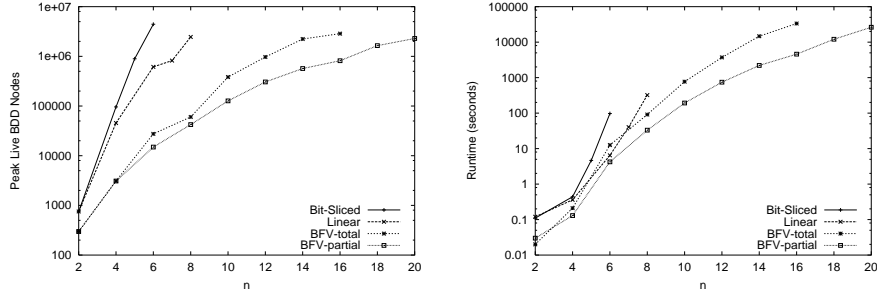 1e+07
1e+06
100000
10000
1000
100
Peak Live BDD Nodes
Bit-Sliced
Linear
BFV-total
BFV-partial
2 4 6 8 10 12 14 16 18 20
n
100000
10000
1000
100
10
1
0.1
0.01
Runtime (seconds)
Bit-Sliced
Linear
BFV-total
BFV-partial
2 4 6 8 10 12 14 16 18 20
n